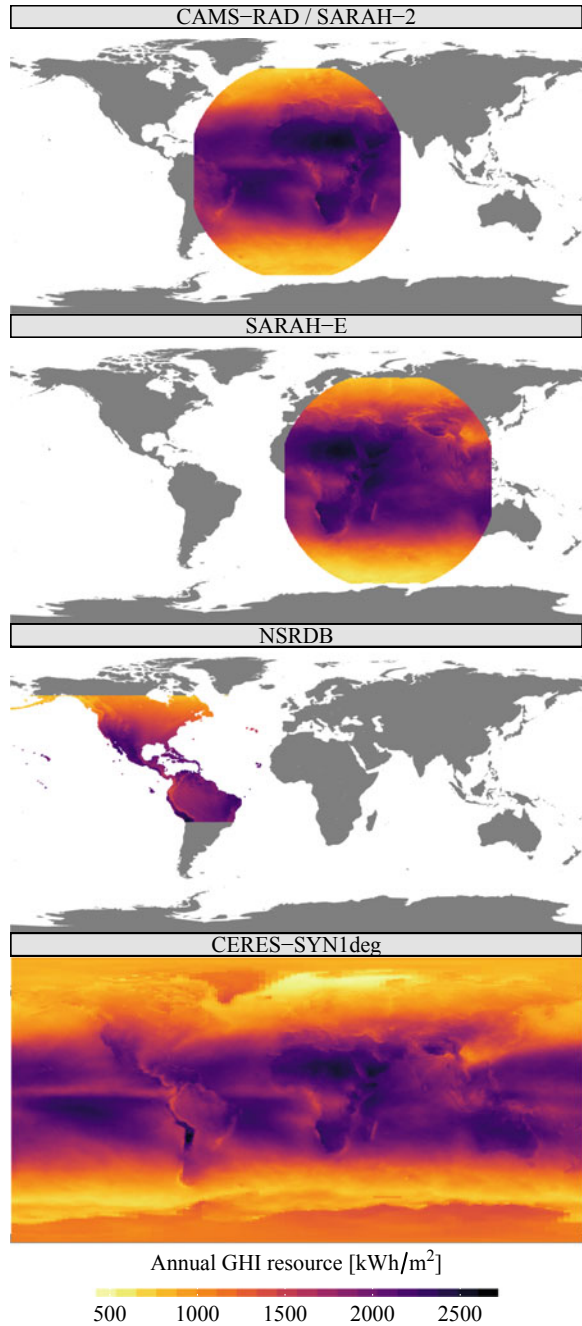 CAMS−RAD / SARAH−2
SARAH−E
NSRDB
CERES−SYN1deg
Annual GHI resource [kWh/m²]
500 1000 1500 2000 2500